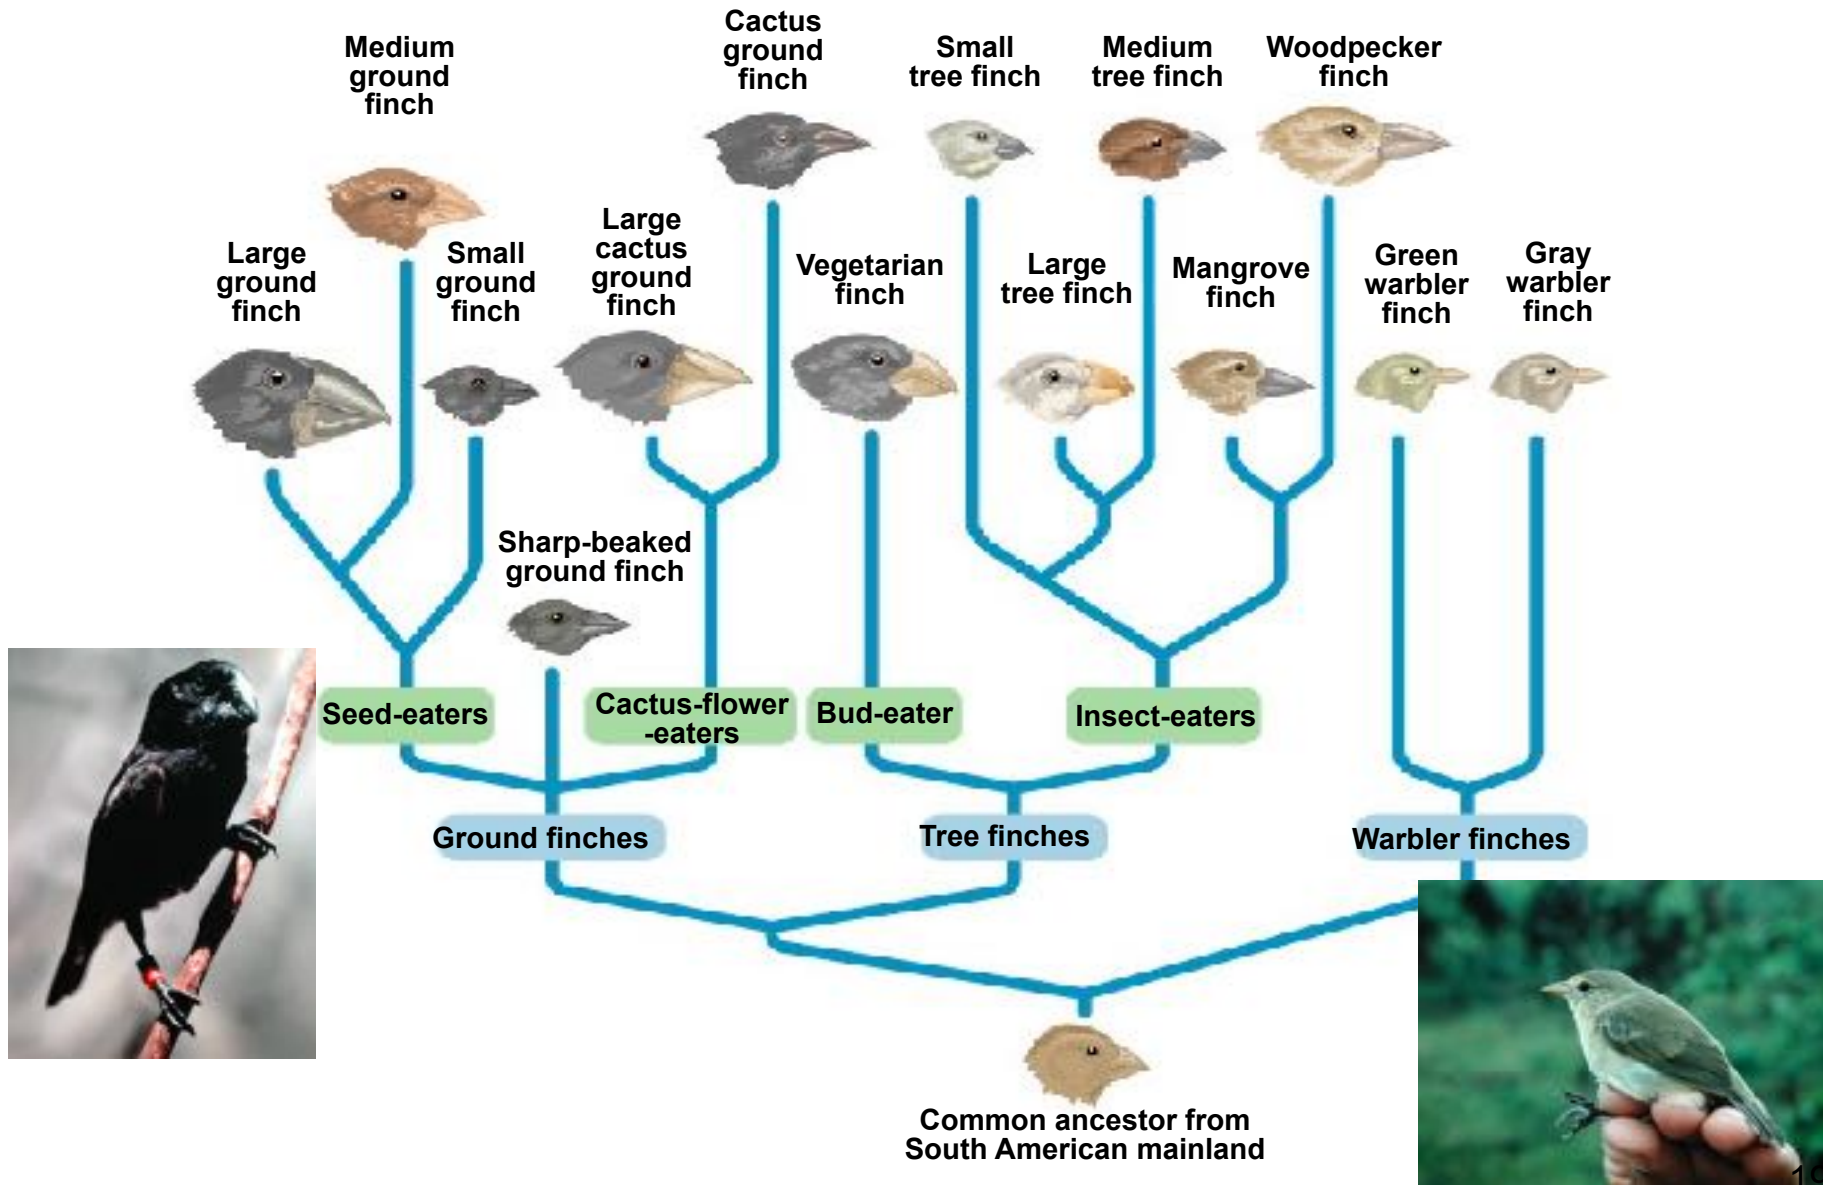 Cactus
ground
finch
Medium
ground
finch
Small
tree finch
Medium
tree finch
Woodpecker
finch
Large
ground
finch
Small
ground
finch
Large
cactus
ground
finch
Vegetarian
finch
Large
tree finch
Mangrove
finch
Green
warbler
finch
Gray
warbler
finch
Sharp-beaked
ground finch
Seed-eaters
Cactus-flower
-eaters
Bud-eater
Insect-eaters
Ground finches
Tree finches
Warbler finches
Common ancestor from
South American mainland